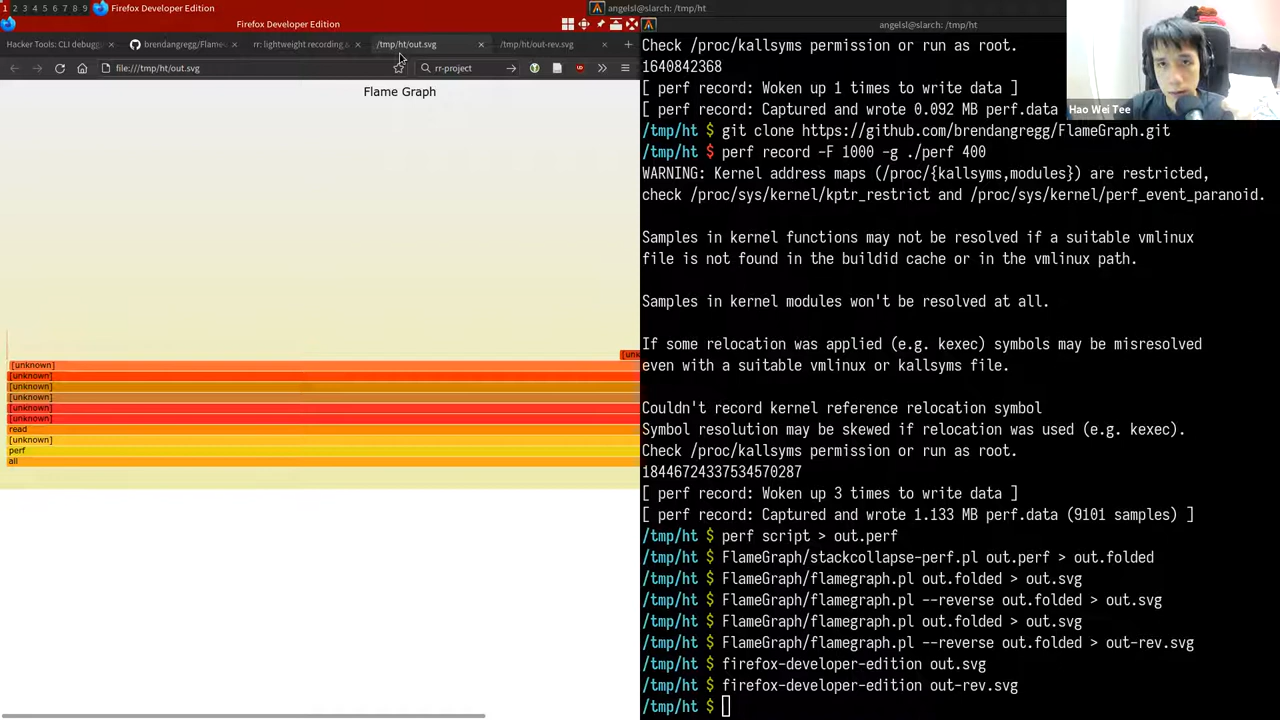 1 2 3 4 5 6 7 8 9
Firefox Developer Edition
angelsl@slarch: /tmp/ht
Firefox Developer Edition
angelsl@slarch: /tmp/ht
Hacker Tools: CLI debug
brendangregg/Flame
rr: lightweight recording
/tmp/ht/out.svg
/tmp/ht/out-rev.svg
file:///tmp/ht/out.svg
rr-project
Flame Graph
[unk
[unknown]
[unknown]
[unknown]
[unknown]
[unknown]
[unknown]
read
[unknown]
perf
all
Check /proc/kallsyms permission or run as root.
1640842368
[ perf record: Woken up 1 times to write data ]
[ perf record: Captured and wrote 0.092 MB perf.data
/tmp/ht $ git clone https://github.com/brendangregg/FlameGraph.git
/tmp/ht $ perf record -F 1000 -g ./perf 400
WARNING: Kernel address maps (/proc/{kallsyms,modules}) are restricted,
check /proc/sys/kernel/kptr_restrict and /proc/sys/kernel/perf_event_paranoid.
Samples in kernel functions may not be resolved if a suitable vmlinux
file is not found in the buildid cache or in the vmlinux path.
Samples in kernel modules won't be resolved at all.
If some relocation was applied (e.g. kexec) symbols may be misresolved
even with a suitable vmlinux or kallsyms file.
Couldn't record kernel reference relocation symbol
Symbol resolution may be skewed if relocation was used (e.g. kexec).
Check /proc/kallsyms permission or run as root.
18446724337534570287
[ perf record: Woken up 3 times to write data ]
[ perf record: Captured and wrote 1.133 MB perf.data (9101 samples) ]
/tmp/ht $ perf script > out.perf
/tmp/ht $ FlameGraph/stackcollapse-perf.pl out.perf > out.folded
/tmp/ht $ FlameGraph/flamegraph.pl out.folded > out.svg
/tmp/ht $ FlameGraph/flamegraph.pl --reverse out.folded > out.svg
/tmp/ht $ FlameGraph/flamegraph.pl out.folded > out.svg
/tmp/ht $ FlameGraph/flamegraph.pl --reverse out.folded > out-rev.svg
/tmp/ht $ firefox-developer-edition out.svg
/tmp/ht $ firefox-developer-edition out-rev.svg
/tmp/ht $
Hao Wei Tee